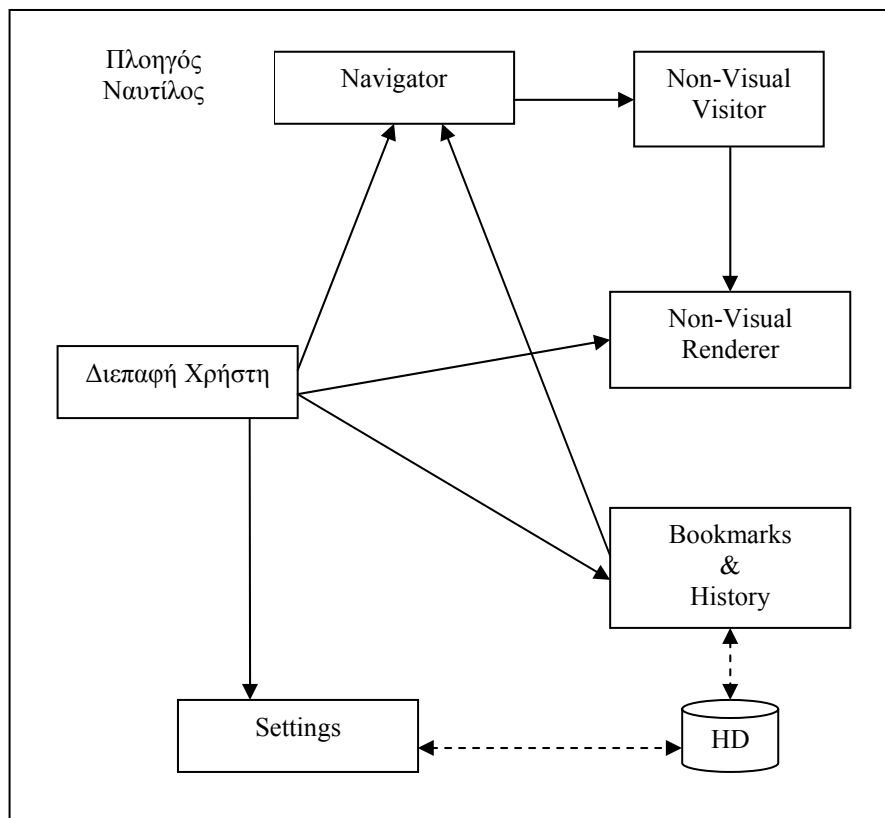 Πλοηγός
Ναυτίλος
Navigator
Non-Visual
Visitor
Non-Visual
Renderer
Διεπαφή Χρήστη
Bookmarks
&
History
Settings
HD